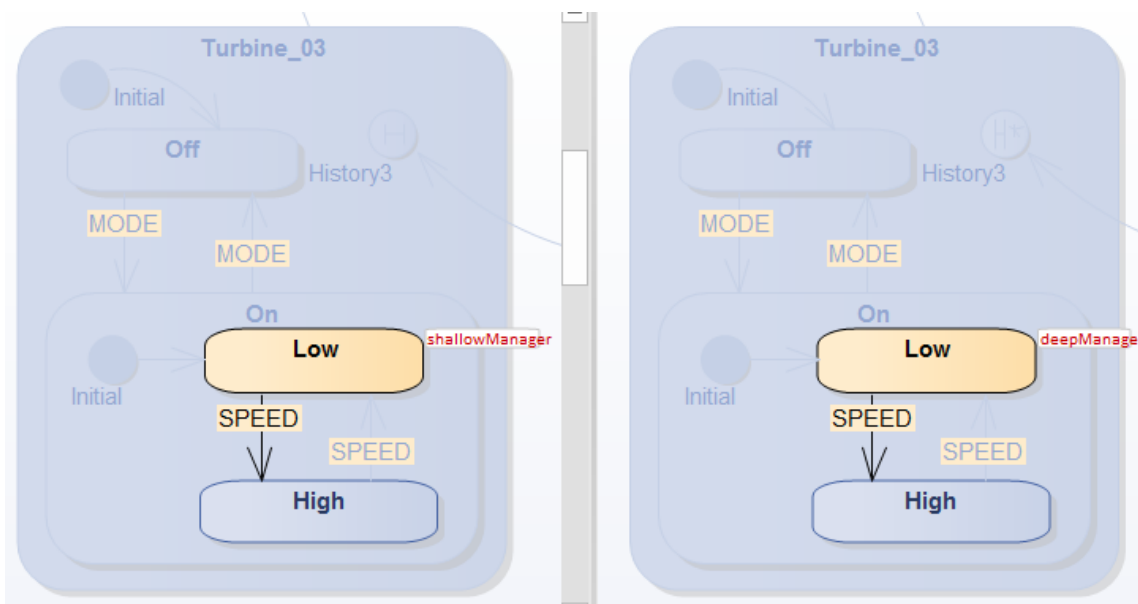 Turbine_03
Initial
Off
H
History3
MODE
MODE
On
Low
shallowManager
Initial
SPEED
SPEED
High
Turbine_03
Initial
Off
H*
History3
MODE
MODE
On
Low
deepManage
Initial
SPEED
SPEED
High